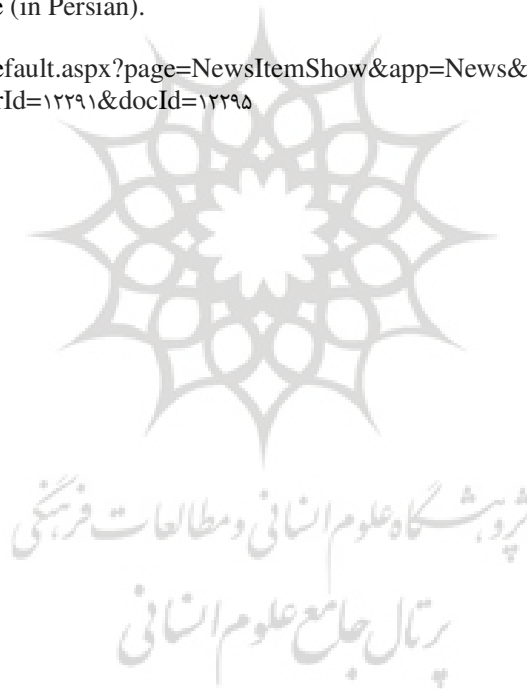 e (in Persian).
efault.aspx?page=NewsItemShow&app=News&
rId=۱۲۲۹۱&docId=۱۲۲۹۵
پژوهشگاه علوم انسانی و مطالعات فرهنگی
پرتال جامع علوم انسانی